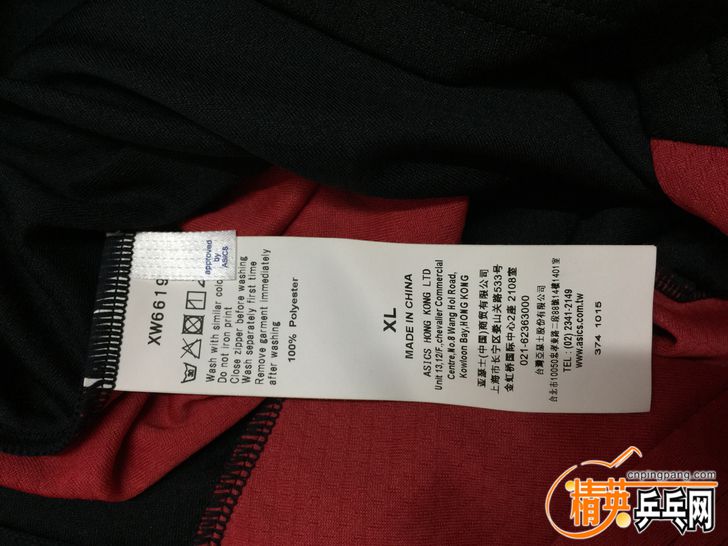 approved
by
ASICS
XW6619
Wash with similar colo
Do not iron print
Close zipper before washing
Wash separately first time
Remove garment immediately
after washing
100% Polyester
XL
MADE IN CHINA
ASICS HONG KONG LTD
Unit 13,12/F,chevalier Commercial
Centre,No.8 Wang Hoi Road,
Kowloon Bay,HONG KONG
亚瑟士(中国)商贸有限公司
上海市长宁区娄山关路533号
金虹桥国际中心2座 2108室
021-62363000
台灣亞瑟士股份有限公司
台北市10050忠孝東路二段88號14樓1401室
TEL : (02) 2341-2149
www.asics.com.tw
374 1015
cnpingpang.com
精英乒乓网